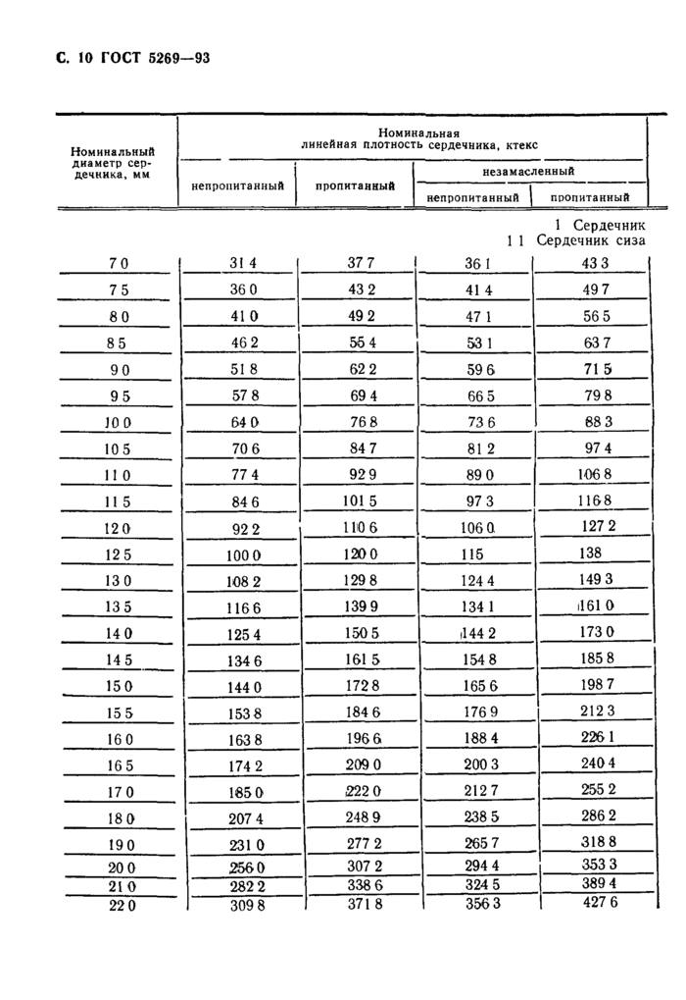 С. 10 ГОСТ 5269—93
Номинальный диаметр сердечника, мм
Номинальная линейная плотность сердечника, ктекс
непропитанный
пропитанный
незамасленный
непропитанный
пропитанный
1 Сердечник
1 1 Сердечник сиза
7 0 31 4 37 7 36 1 43 3
7 5 36 0 43 2 41 4 49 7
8 0 41 0 49 2 47 1 56 5
8 5 46 2 55 4 53 1 63 7
9 0 51 8 62 2 59 6 71 5
9 5 57 8 69 4 66 5 79 8
10 0 64 0 76 8 73 6 88 3
10 5 70 6 84 7 81 2 97 4
11 0 77 4 92 9 89 0 106 8
11 5 84 6 101 5 97 3 116 8
12 0 92 2 110 6 106 0 127 2
12 5 100 0 120 0 115 138
13 0 108 2 129 8 124 4 149 3
13 5 116 6 139 9 134 1 161 0
14 0 125 4 150 5 144 2 173 0
14 5 134 6 161 5 154 8 185 8
15 0 144 0 172 8 165 6 198 7
15 5 153 8 184 6 176 9 212 3
16 0 163 8 196 6 188 4 226 1
16 5 174 2 209 0 200 3 240 4
17 0 185 0 222 0 212 7 255 2
18 0 207 4 248 9 238 5 286 2
19 0 231 0 277 2 265 7 318 8
20 0 256 0 307 2 294 4 353 3
21 0 282 2 338 6 324 5 389 4
22 0 309 8 371 8 356 3 427 6